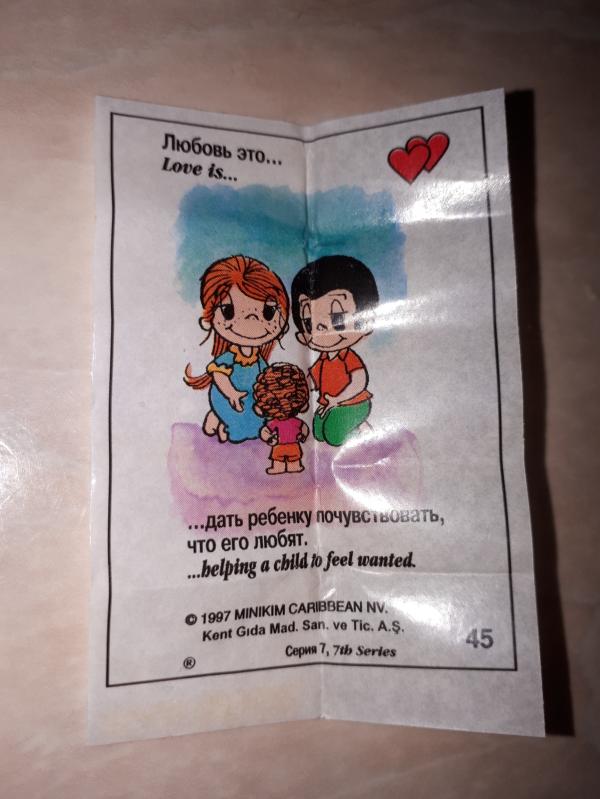 Любовь это...
Love is...
...дать ребенку почувствовать,
что его любят.
...helping a child to feel wanted.
© 1997 MINIKIM CARIBBEAN NV.
Kent Gıda Mad. San. ve Tic. A.Ş.
45
Серия 7, 7th Series
®